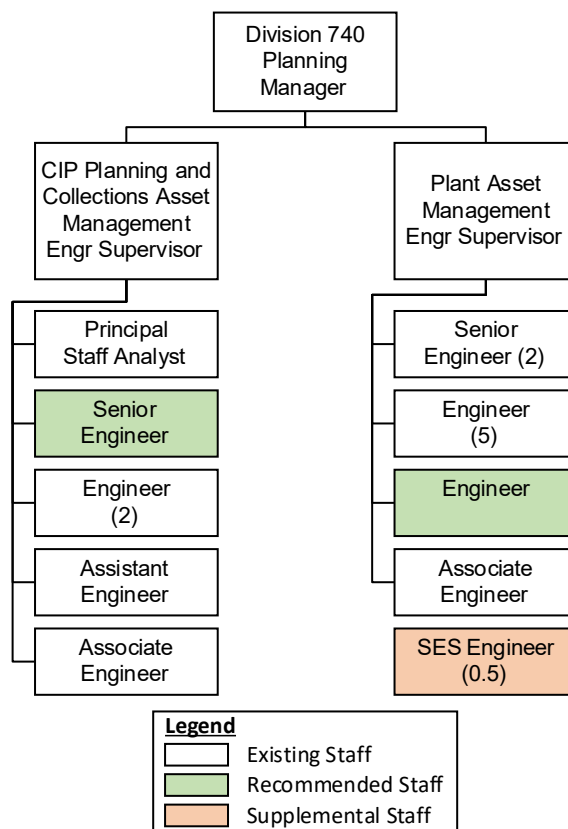 Division 740
Planning
Manager
CIP Planning and
Collections Asset
Management
Engr Supervisor
Principal
Staff Analyst
Senior
Engineer
Engineer
(2)
Assistant
Engineer
Associate
Engineer
Plant Asset
Management
Engr Supervisor
Senior
Engineer (2)
Engineer
(5)
Engineer
Associate
Engineer
SES Engineer
(0.5)
Legend
Existing Staff
Recommended Staff
Supplemental Staff